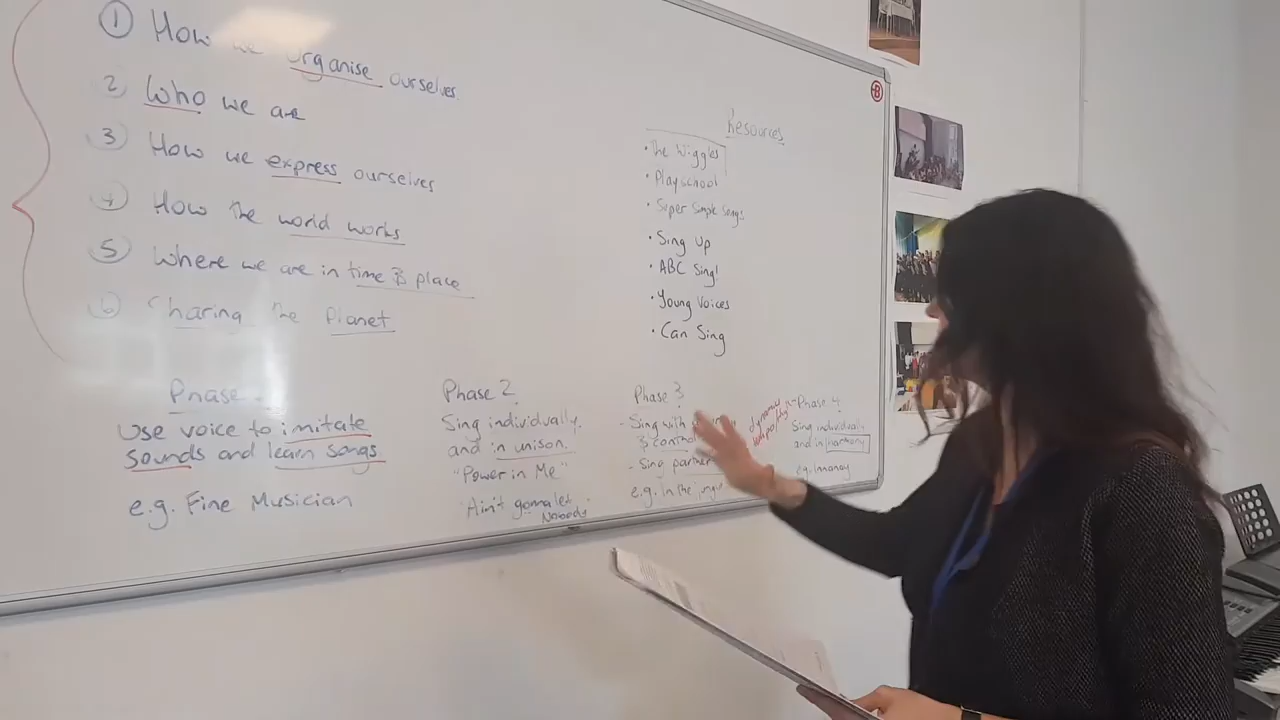 1 How we organise ourselves.
2 Who we are
3 How we express ourselves
4 How the world works
5 Where we are in time & place
6 Sharing the Planet
Resources
• The Wiggles
• Playschool
• Super Simple Songs
• Sing Up
• ABC Sing!
• Young Voices
• Can Sing
Phase
Use voice to imitate
sounds and learn songs.
e.g. Fine Musician
Phase 2
Sing individually
and in unison.
"Power in Me"
"Ain't gonna let
Nobody
Phase 3
- Sing with
& control
- Sing partner
e.g. In the jungle
dynamics
Phase 4
Sing individually
and in harmony
e.g.
B